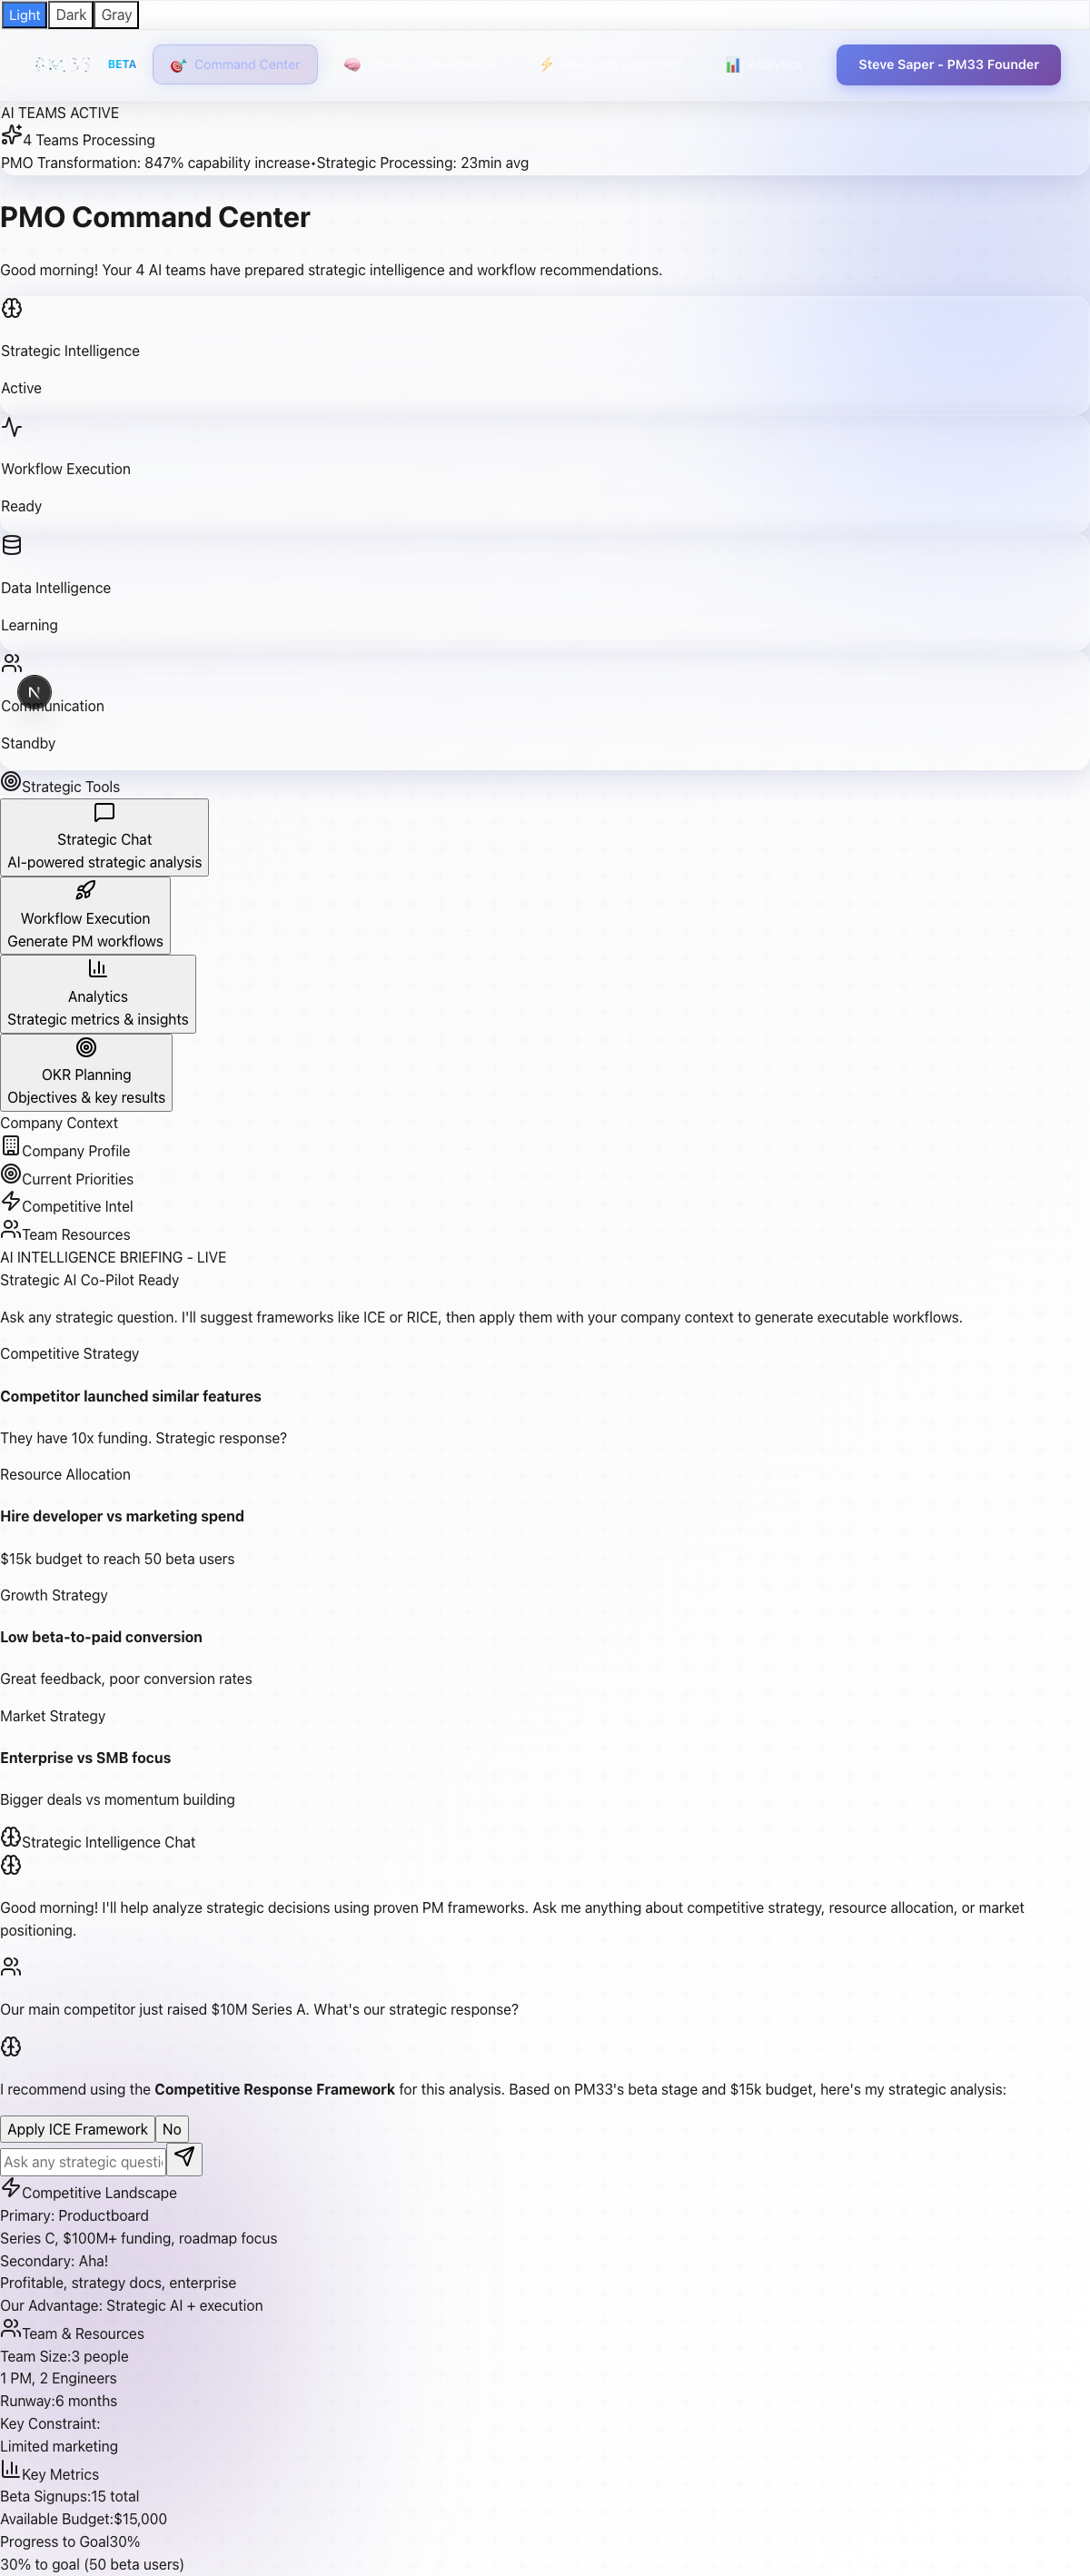 Light Dark Gray
PM33 BETA Command Center Analytics Steve Saper - PM33 Founder
AI TEAMS ACTIVE
4 Teams Processing
PMO Transformation: 847% capability increase•Strategic Processing: 23min avg
PMO Command Center
Good morning! Your 4 AI teams have prepared strategic intelligence and workflow recommendations.
Strategic Intelligence
Active
Workflow Execution
Ready
Data Intelligence
Learning
N
Communication
Standby
Strategic Tools
Strategic Chat
AI-powered strategic analysis
Workflow Execution
Generate PM workflows
Analytics
Strategic metrics & insights
OKR Planning
Objectives & key results
Company Context
Company Profile
Current Priorities
Competitive Intel
Team Resources
AI INTELLIGENCE BRIEFING - LIVE
Strategic AI Co-Pilot Ready
Ask any strategic question. I'll suggest frameworks like ICE or RICE, then apply them with your company context to generate executable workflows.
Competitive Strategy
Competitor launched similar features
They have 10x funding. Strategic response?
Resource Allocation
Hire developer vs marketing spend
$15k budget to reach 50 beta users
Growth Strategy
Low beta-to-paid conversion
Great feedback, poor conversion rates
Market Strategy
Enterprise vs SMB focus
Bigger deals vs momentum building
Strategic Intelligence Chat
Good morning! I'll help analyze strategic decisions using proven PM frameworks. Ask me anything about competitive strategy, resource allocation, or market
positioning.
Our main competitor just raised $10M Series A. What's our strategic response?
I recommend using the Competitive Response Framework for this analysis. Based on PM33's beta stage and $15k budget, here's my strategic analysis:
Apply ICE Framework No
Ask any strategic questi
Competitive Landscape
Primary: Productboard
Series C, $100M+ funding, roadmap focus
Secondary: Aha!
Profitable, strategy docs, enterprise
Our Advantage: Strategic AI + execution
Team & Resources
Team Size:3 people
1 PM, 2 Engineers
Runway:6 months
Key Constraint:
Limited marketing
Key Metrics
Beta Signups:15 total
Available Budget:$15,000
Progress to Goal30%
30% to goal (50 beta users)